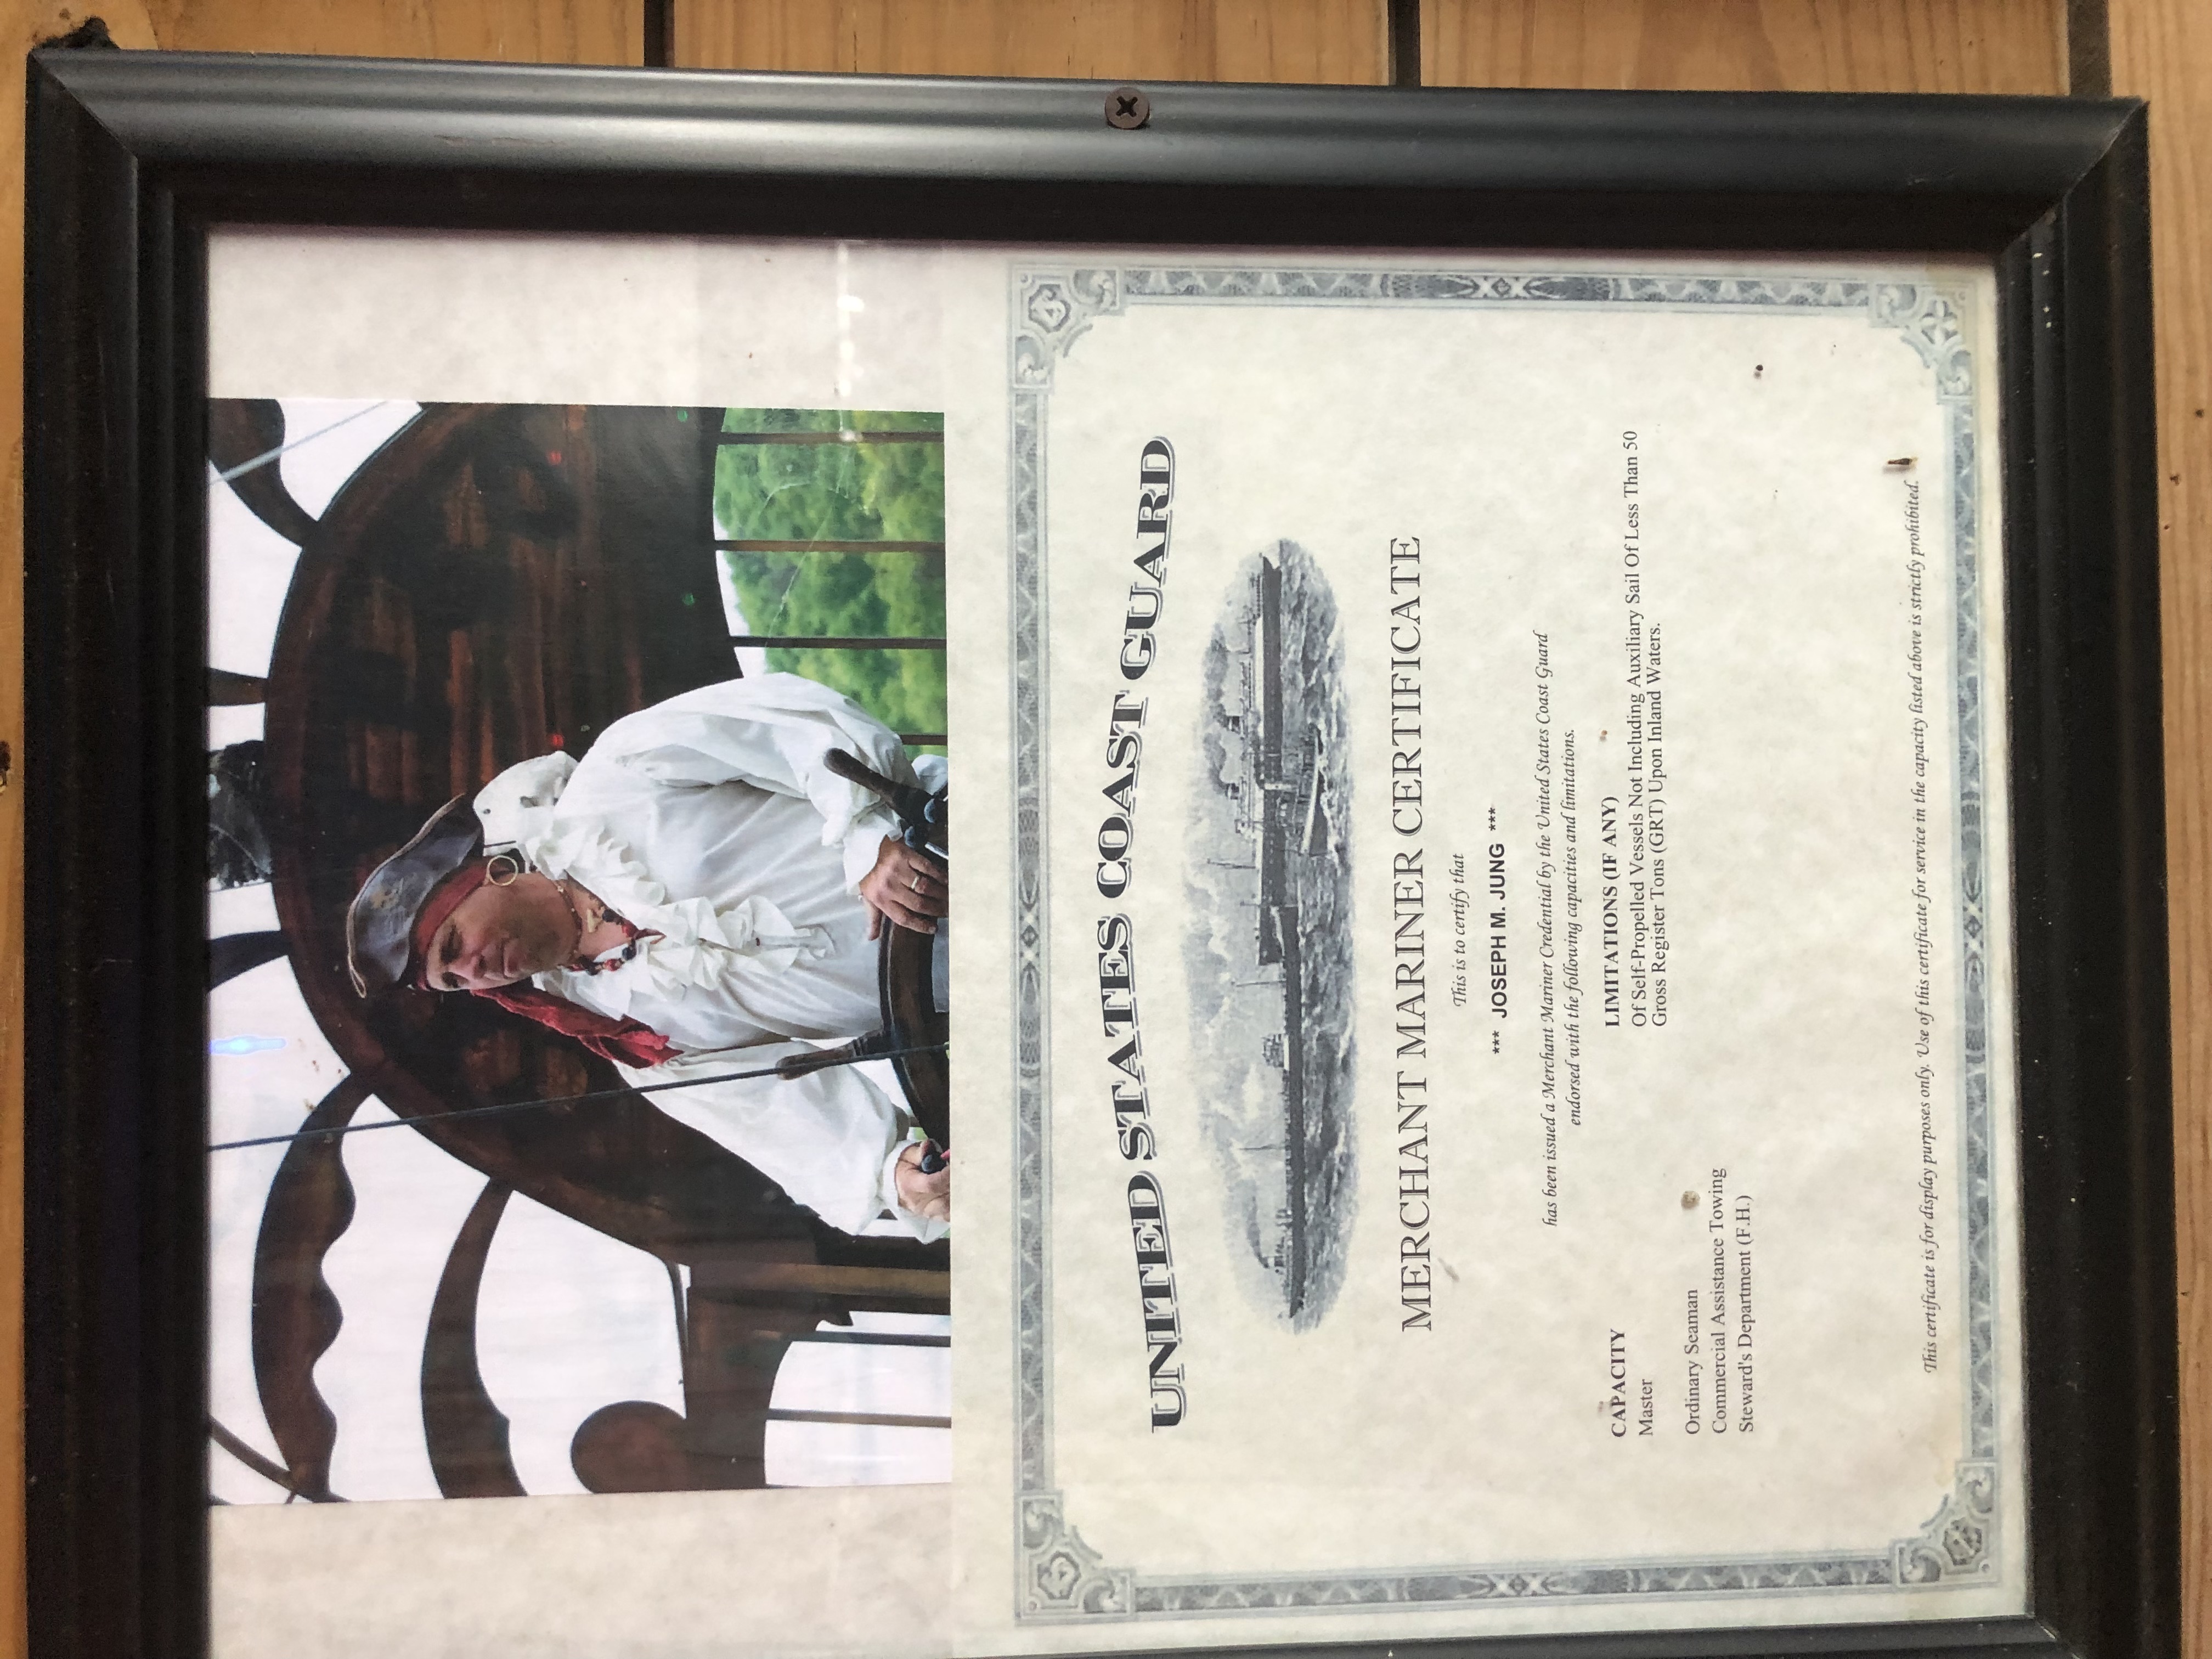 UNITED STATES COAST GUARD
MERCHANT MARINER CERTIFICATE
This is to certify that
*** JOSEPH M. JUNG ***
has been issued a Merchant Mariner Credential by the United States Coast Guard
endorsed with the following capacities and limitations.
CAPACITY
Master
LIMITATIONS (IF ANY)
Of Self-Propelled Vessels Not Including Auxiliary Sail Of Less Than 50
Gross Register Tons (GRT) Upon Inland Waters.
Ordinary Seaman
Commercial Assistance Towing
Steward's Department (F.H.)
This certificate is for display purposes only. Use of this certificate for service in the capacity listed above is strictly prohibited.